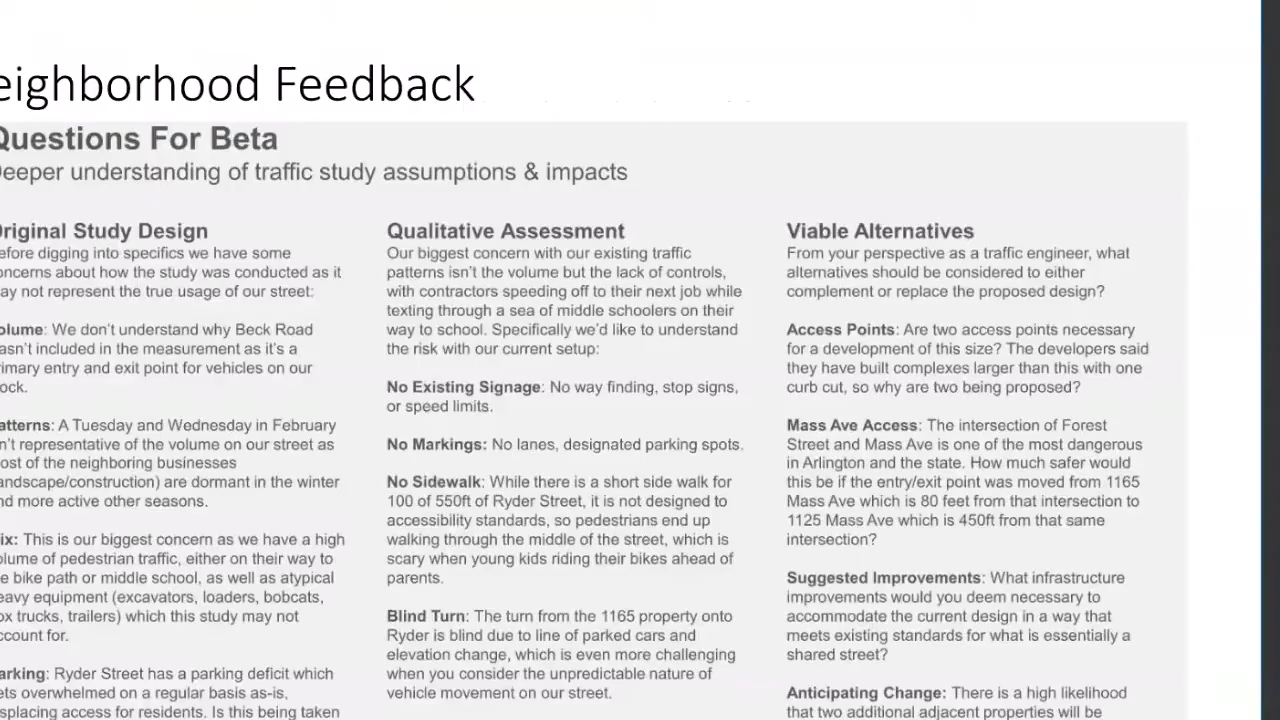 eighborhood Feedback
Questions For Beta
eeper understanding of traffic study assumptions & impacts
riginal Study Design
efore digging into specifics we have some
oncerns about how the study was conducted as it
ay not represent the true usage of our street:
olume: We don't understand why Beck Road
asn't included in the measurement as it's a
rimary entry and exit point for vehicles on our
ock.
atterns: A Tuesday and Wednesday in February
n't representative of the volume on our street as
ost of the neighboring businesses
andscape/construction) are dormant in the winter
nd more active other seasons.
ix: This is our biggest concern as we have a high
olume of pedestrian traffic, either on their way to
e bike path or middle school, as well as atypical
eavy equipment (excavators, loaders, bobcats,
ox trucks, trailers) which this study may not
ccount for.
arking: Ryder Street has a parking deficit which
ets overwhelmed on a regular basis as-is,
splacing access for residents. Is this being taken
Qualitative Assessment
Our biggest concern with our existing traffic
patterns isn't the volume but the lack of controls,
with contractors speeding off to their next job while
texting through a sea of middle schoolers on their
way to school. Specifically we'd like to understand
the risk with our current setup:
No Existing Signage: No way finding, stop signs,
or speed limits.
No Markings: No lanes, designated parking spots.
No Sidewalk: While there is a short side walk for
100 of 550ft of Ryder Street, it is not designed to
accessibility standards, so pedestrians end up
walking through the middle of the street, which is
scary when young kids riding their bikes ahead of
parents.
Blind Turn: The turn from the 1165 property onto
Ryder is blind due to line of parked cars and
elevation change, which is even more challenging
when you consider the unpredictable nature of
vehicle movement on our street.
Viable Alternatives
From your perspective as a traffic engineer, what
alternatives should be considered to either
complement or replace the proposed design?
Access Points: Are two access points necessary
for a development of this size? The developers said
they have built complexes larger than this with one
curb cut, so why are two being proposed?
Mass Ave Access: The intersection of Forest
Street and Mass Ave is one of the most dangerous
in Arlington and the state. How much safer would
this be if the entry/exit point was moved from 1165
Mass Ave which is 80 feet from that intersection to
1125 Mass Ave which is 450ft from that same
intersection?
Suggested Improvements: What infrastructure
improvements would you deem necessary to
accommodate the current design in a way that
meets existing standards for what is essentially a
shared street?
Anticipating Change: There is a high likelihood
that two additional adjacent properties will be